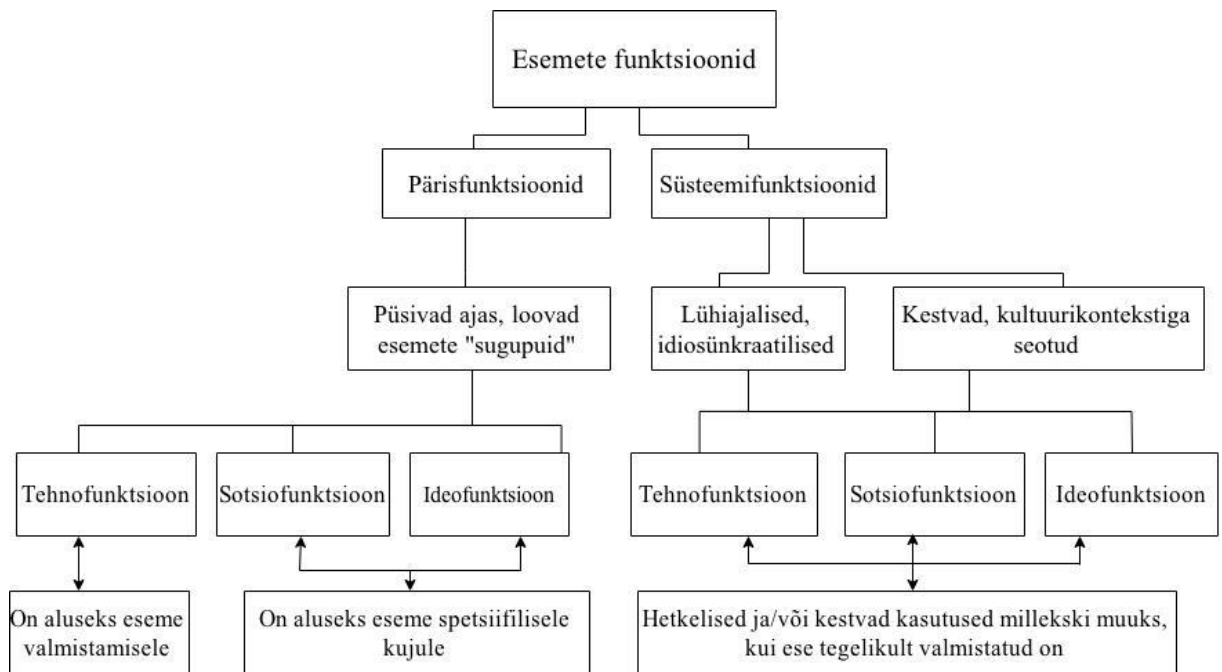 Esemete funktsioonid
Pärisfunktsioonid
Süsteemifunktsioonid
Püsivad ajas, loovad
esemete "sugupuid"
Lühiajalised,
idiosünkraatilised
Kestvad, kultuurikontekstiga
seotud
Tehnofunktsioon
Sotsiofunktsioon
Ideofunktsioon
Tehnofunktsioon
Sotsiofunktsioon
Ideofunktsioon
On aluseks eseme
valmistamisele
On aluseks eseme spetsiifilisele
kujule
Hetkelised ja/või kestvad kasutused millekski muuks,
kui ese tegelikult valmistatud on